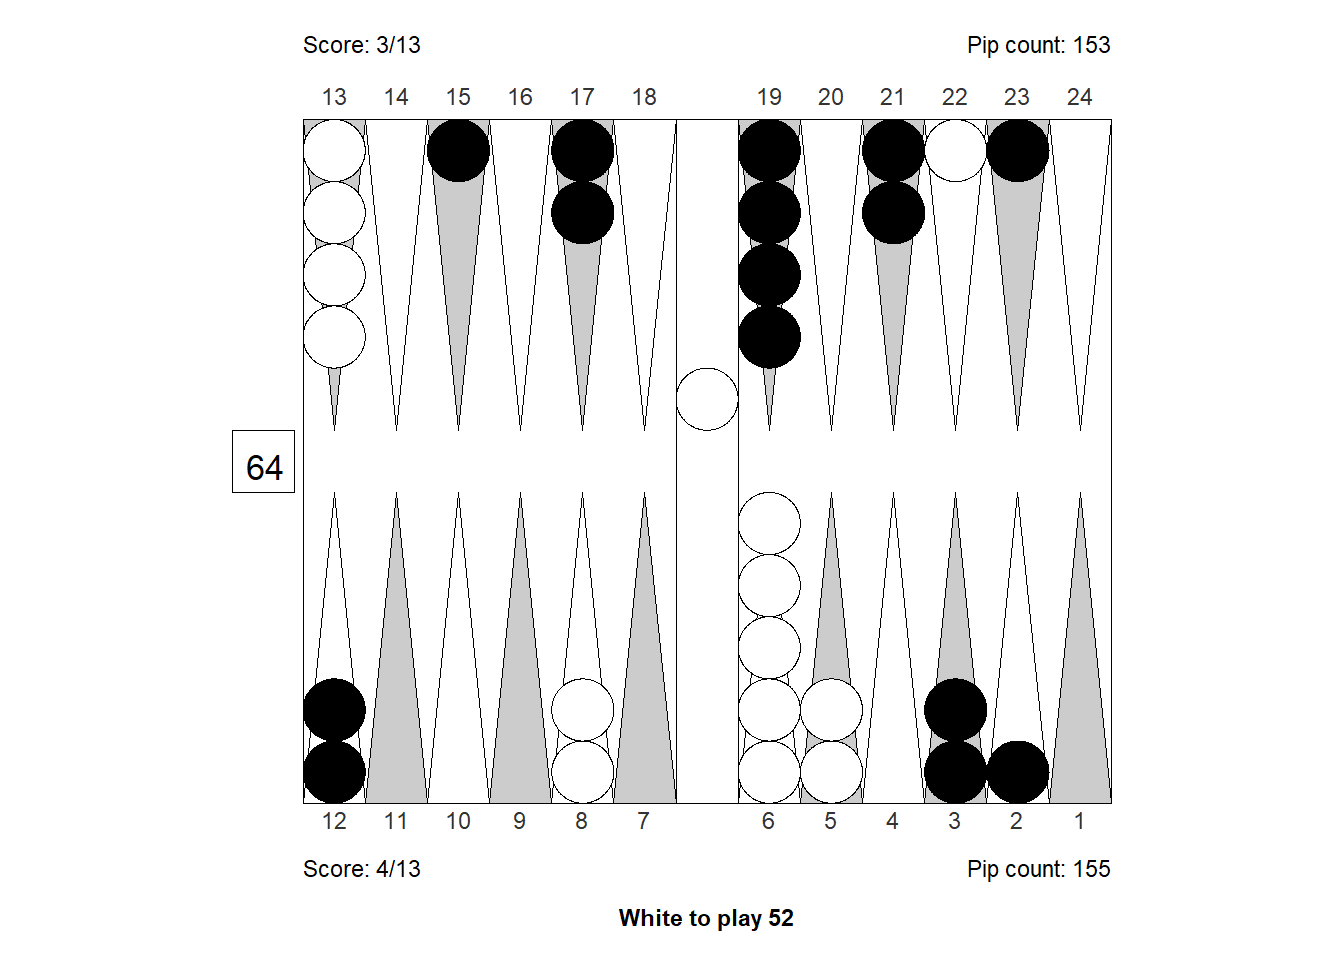 Score: 3/13 Pip count: 153
13 14 15 16 17 18 19 20 21 22 23 24
64
12 11 10 9 8 7 6 5 4 3 2 1
Score: 4/13 Pip count: 155
White to play 52